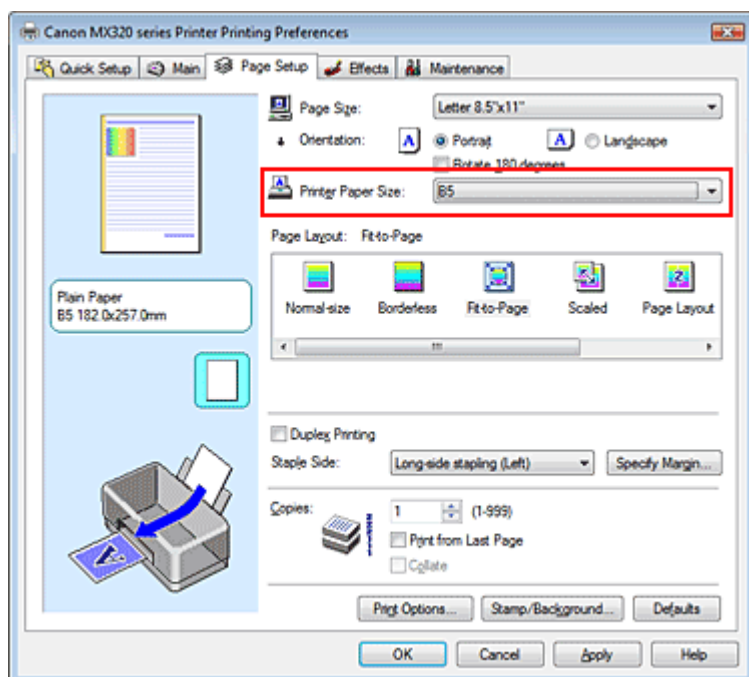 Canon MX320 series Printer Printing Preferences
Quick Setup Main Page Setup Effects Maintenance
Page Size: Letter 8.5"x11"
Orientation: A Portrait A Landscape
Rotate 180 degrees
Printer Paper Size: B5
Page Layout: Fit-to-Page
Normal-size Borderless Fit-to-Page Scaled Page Layout
Plain Paper
B5 182.0x257.0mm
Duplex Printing
Staple Side: Long-side stapling (Left) Specify Margin...
Copies: 1 (1-999)
Print from Last Page
Collate
Print Options... Stamp/Background... Defaults
OK Cancel Apply Help